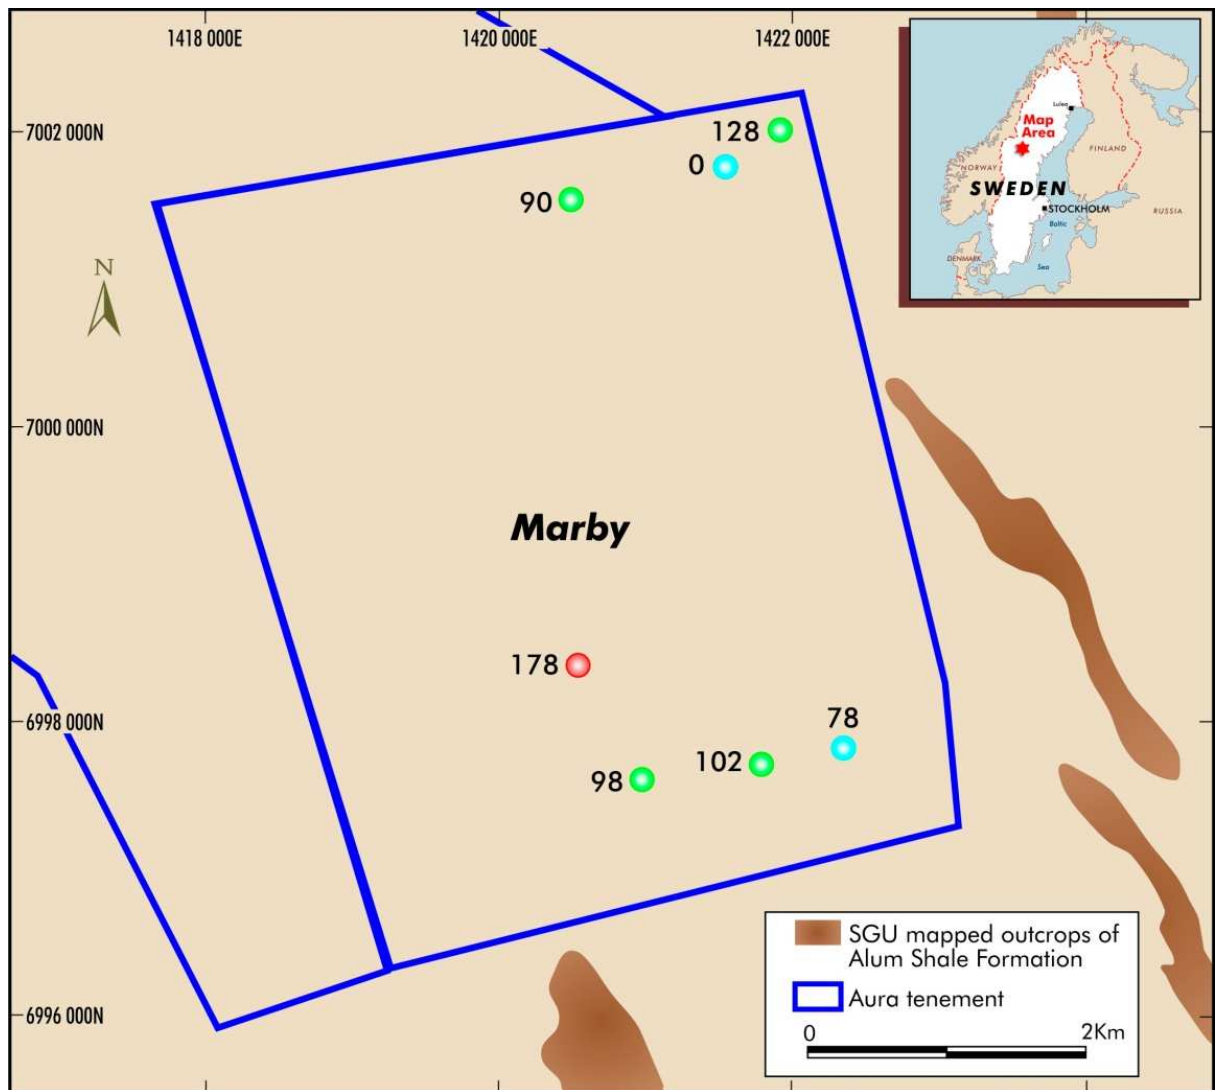 1418 000E
1420 000E
1422 000E
7002 000N
7000 000N
6998 000N
6996 000N
N
128
0
90
Marby
178
78
102
98
Lulea
Map
Area
NORWAY
FINLAND
SWEDEN
STOCKHOLM
Baltic
RUSSIA
DENMARK
Sea
SGU mapped outcrops of
Alum Shale Formation
Aura tenement
0
2Km